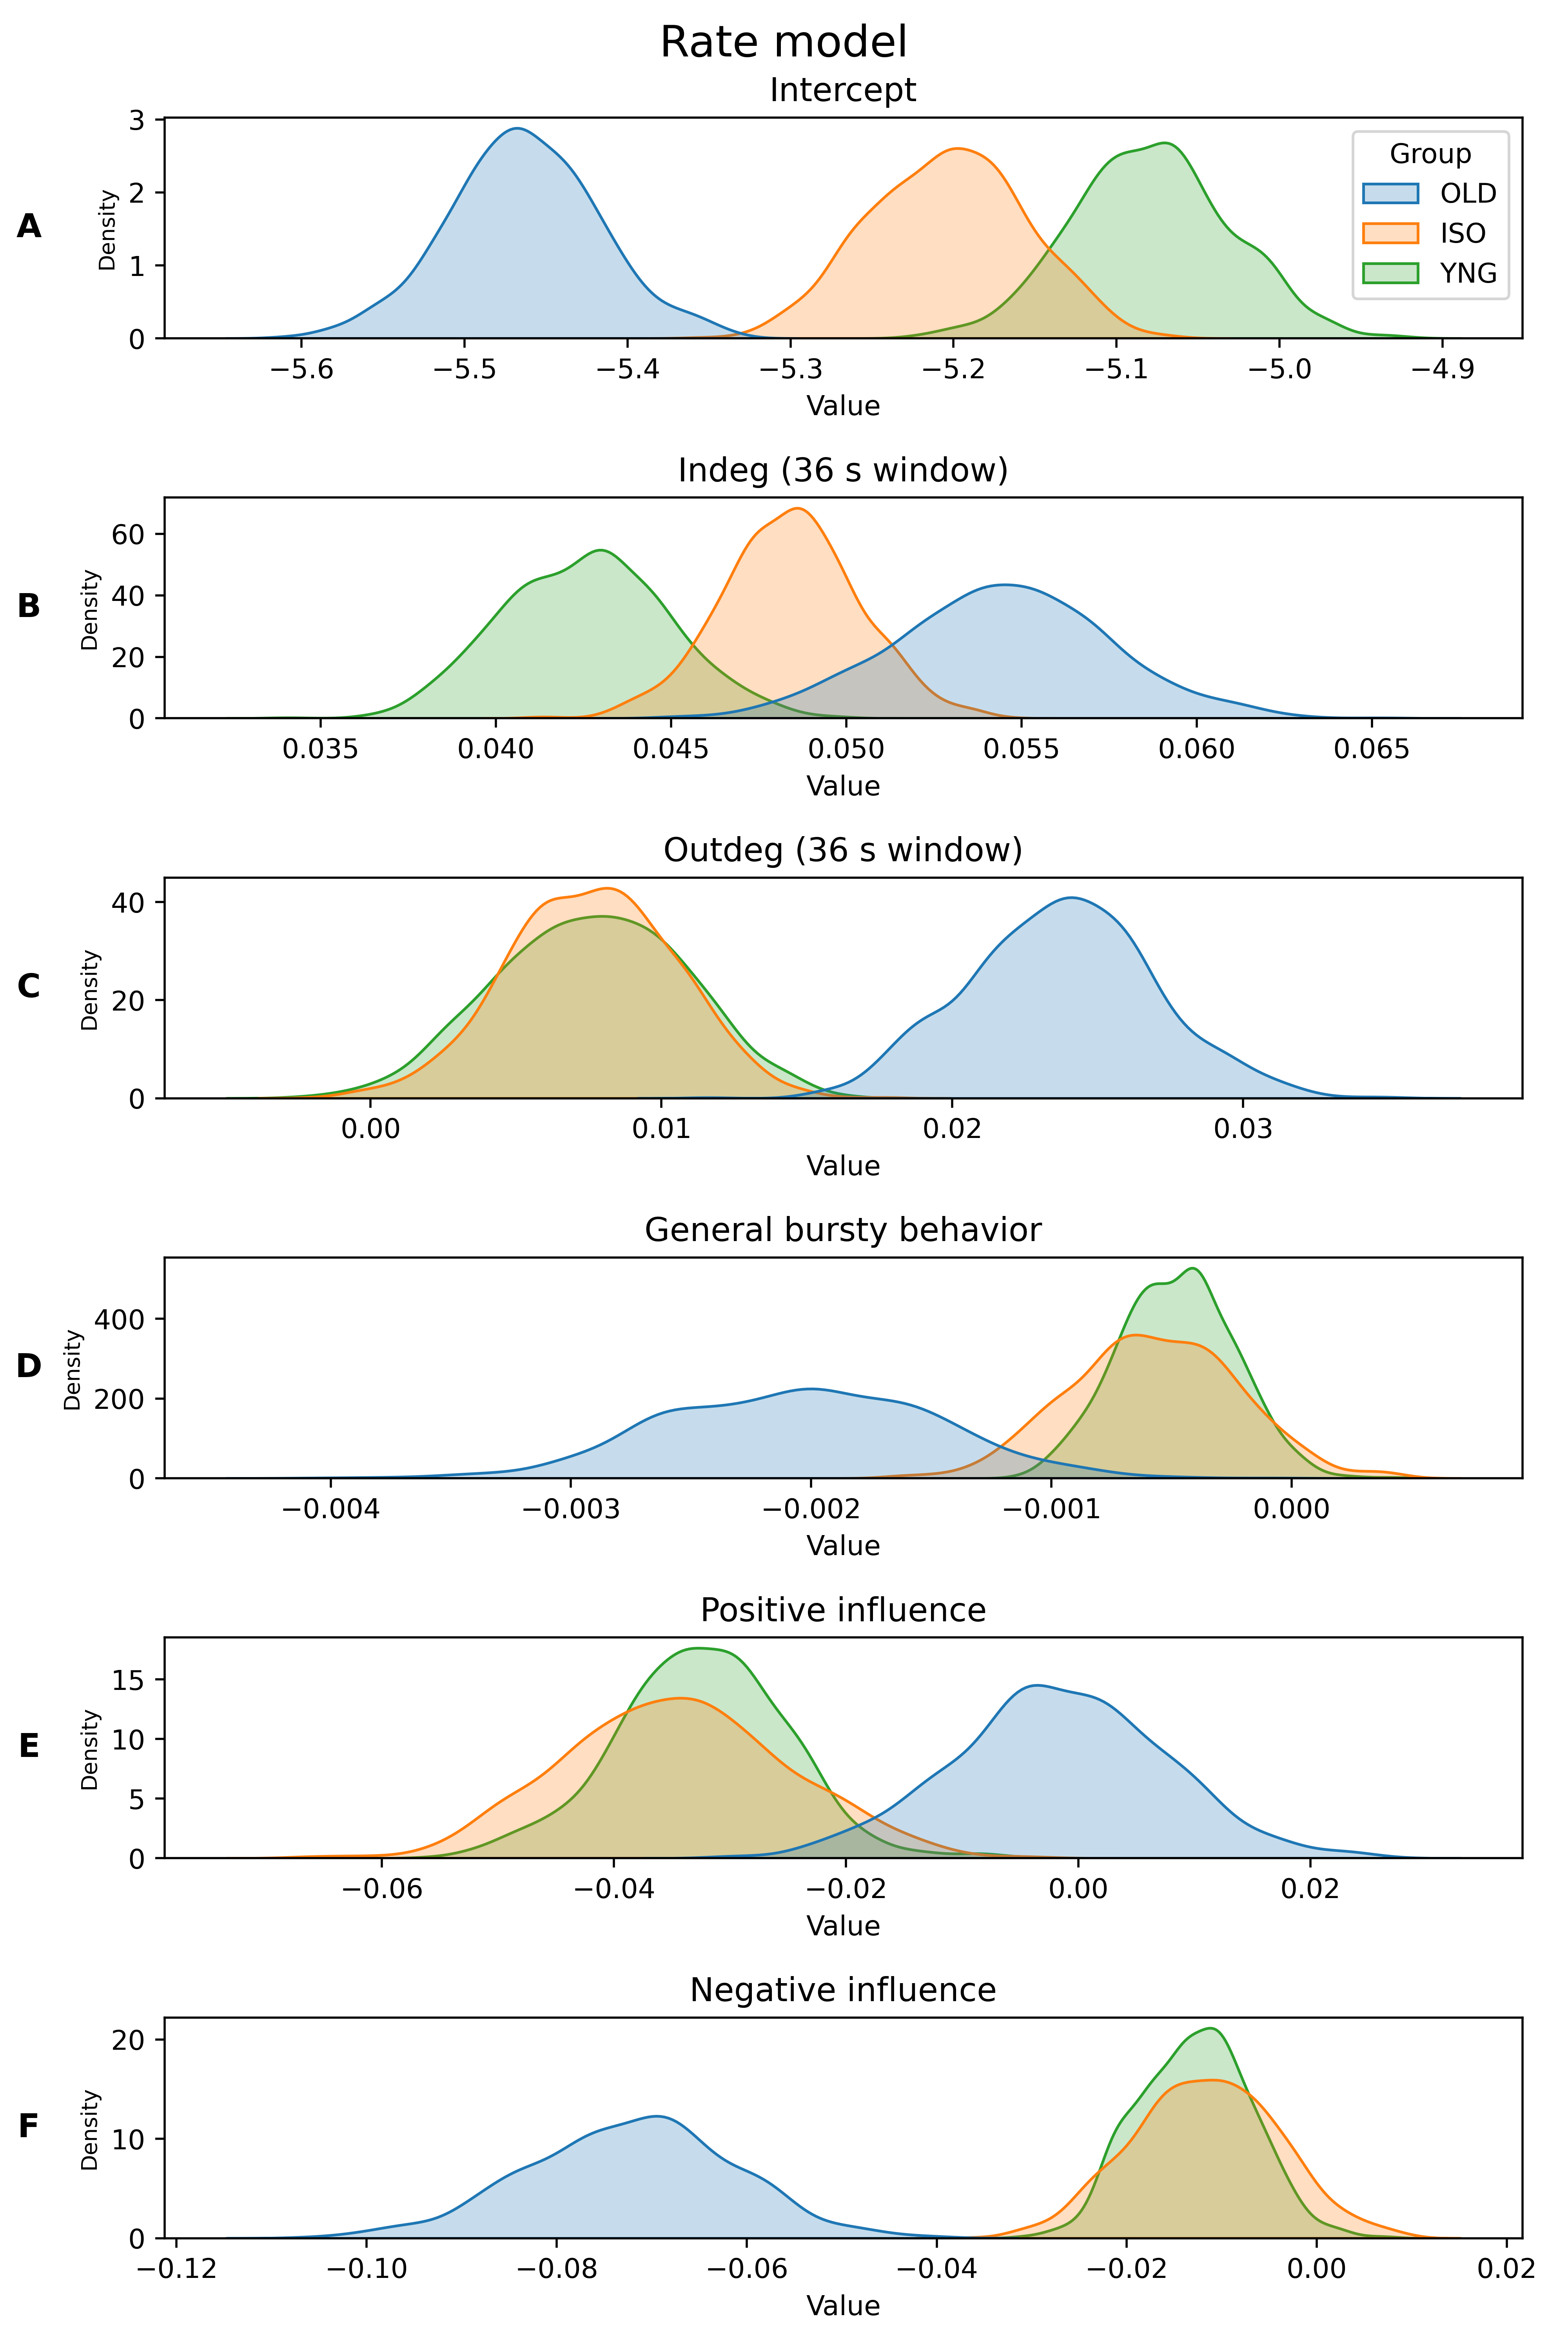 Rate model
Intercept
A
Density
3
2
1
0
Group
OLD
ISO
YNG
−5.6 −5.5 −5.4 −5.3 −5.2 −5.1 −5.0 −4.9
Value
Indeg (36 s window)
B
Density
60
40
20
0
0.035 0.040 0.045 0.050 0.055 0.060 0.065
Value
Outdeg (36 s window)
C
Density
40
20
0
0.00 0.01 0.02 0.03
Value
General bursty behavior
D
Density
400
200
0
−0.004 −0.003 −0.002 −0.001 0.000
Value
Positive influence
E
Density
15
10
5
0
−0.06 −0.04 −0.02 0.00 0.02
Value
Negative influence
F
Density
20
10
0
−0.12 −0.10 −0.08 −0.06 −0.04 −0.02 0.00 0.02
Value